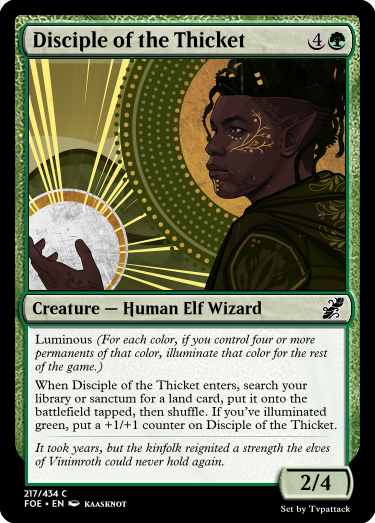 Disciple of the Thicket 4
Creature — Human Elf Wizard
Luminous (For each color, if you control four or more
permanents of that color, illuminate that color for the rest
of the game.)
When Disciple of the Thicket enters, search your
library or sanctum for a land card, put it onto the
battlefield tapped, then shuffle. If you've illuminated
green, put a +1/+1 counter on Disciple of the Thicket.
It took years, but the kinfolk reignited a strength the elves
of Vinimroth could never hold again.
2/4
217/434 C
FOE • EN KAASKNOT
Set by Tvpattack